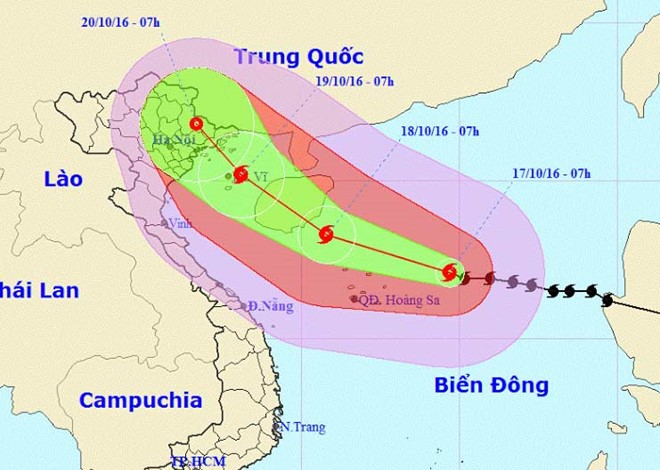 20/10/16 - 07h
Trung Quốc
19/10/16 - 07h
18/10/16 - 07h
Hà Nội
17/10/16 - 07h
Vĩ
Lào
Vinh
hái Lan
Đ.Nẵng
QĐ. Hoàng Sa
Biển Đông
Campuchia
N.Trang
TP.HCM